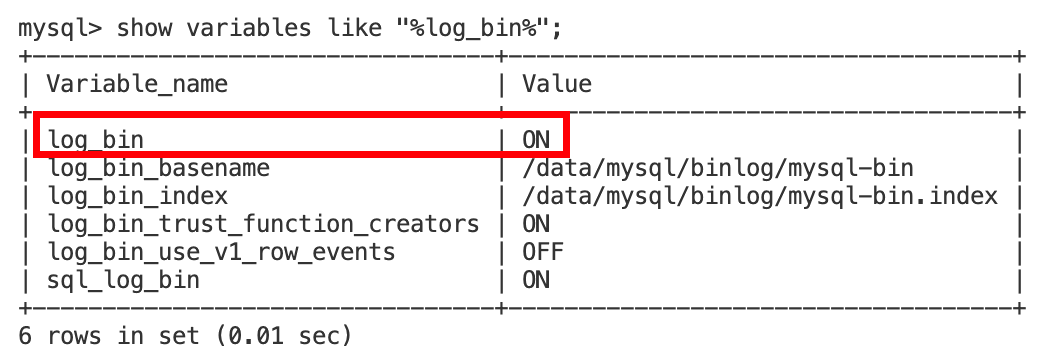 mysql> show variables like "%log_bin%";
+---------------------------------+------------------------------------+
| Variable_name                   | Value                              |
+---------------------------------+------------------------------------+
| log_bin                         | ON                                 |
| log_bin_basename                | /data/mysql/binlog/mysql-bin       |
| log_bin_index                   | /data/mysql/binlog/mysql-bin.index |
| log_bin_trust_function_creators | ON                                 |
| log_bin_use_v1_row_events       | OFF                                |
| sql_log_bin                     | ON                                 |
+---------------------------------+------------------------------------+
6 rows in set (0.01 sec)